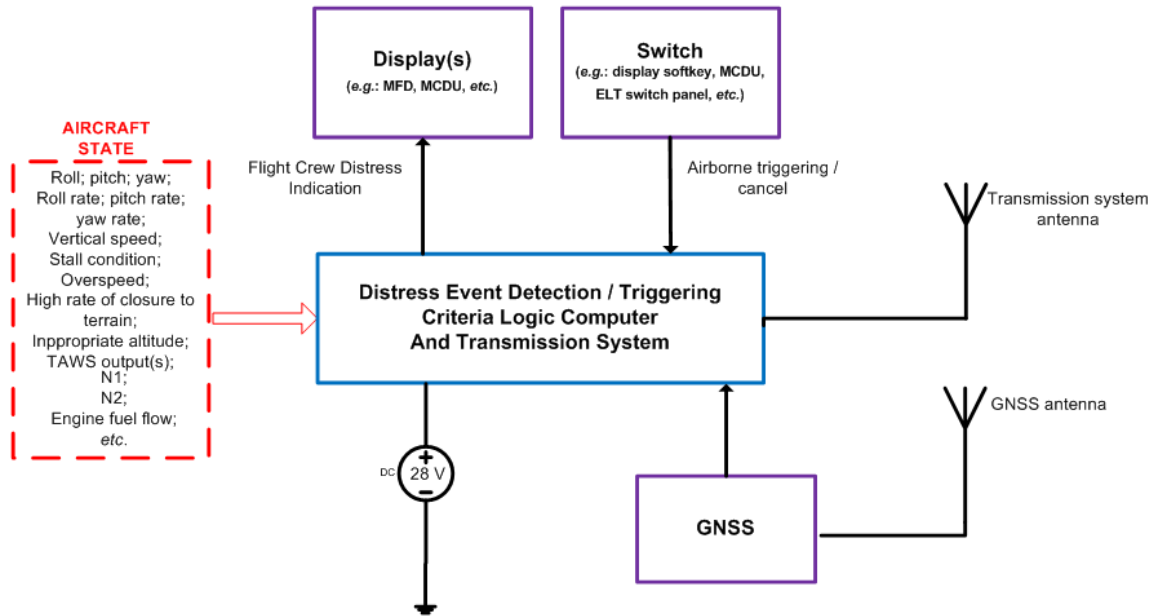 Display(s)
(e.g.: MFD, MCDU, etc.)
Switch
(e.g.: display softkey, MCDU,
ELT switch panel, etc.)
AIRCRAFT
STATE
Roll; pitch; yaw;
Roll rate; pitch rate;
yaw rate;
Vertical speed;
Stall condition;
Overspeed;
High rate of closure to
terrain;
Inppropriate altitude;
TAWS output(s);
N1;
N2;
Engine fuel flow;
etc.
Flight Crew Distress
Indication
Airborne triggering /
cancel
Transmission system
antenna
Distress Event Detection / Triggering
Criteria Logic Computer
And Transmission System
GNSS antenna
DC
+
28 V
−
GNSS